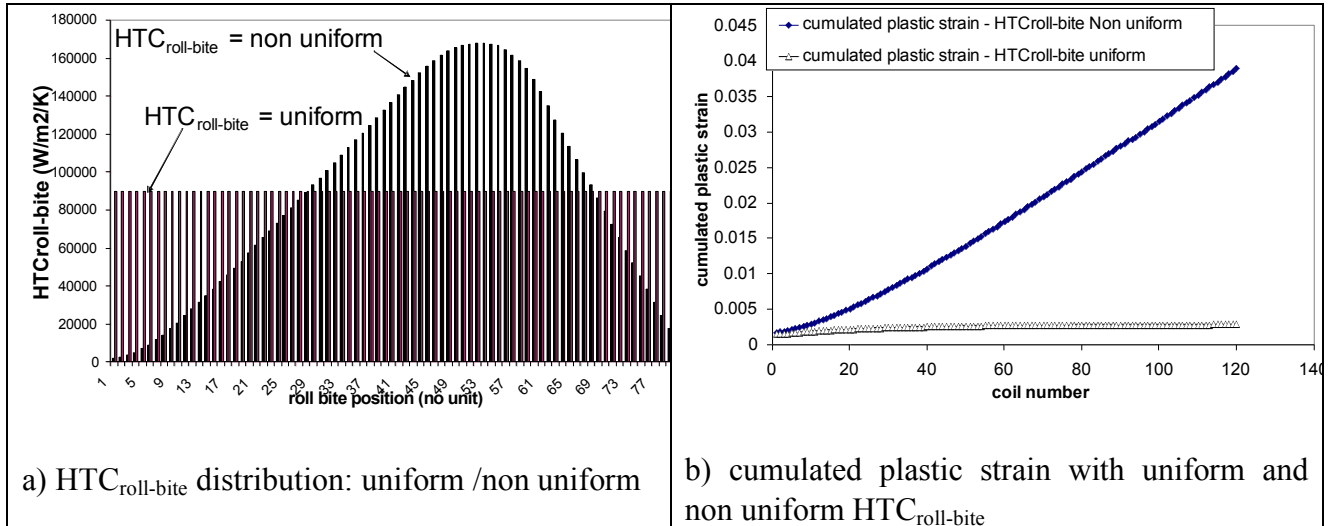 180000
160000
140000
120000
100000
80000
60000
40000
20000
0
HTCroll-bite (W/m2/K)
HTCroll-bite = non uniform
HTCroll-bite = uniform
1 5 9 13 17 21 25 29 33 37 41 45 49 53 57 61 65 69 73 77
roll bite position (no unit)
a) HTCroll-bite distribution: uniform /non uniform
0.045
0.04
0.035
0.03
0.025
0.02
0.015
0.01
0.005
0
cumulated plastic strain
cumulated plastic strain - HTCroll-bite Non uniform
cumulated plastic strain - HTCroll-bite uniform
0 20 40 60 80 100 120 140
coil number
b) cumulated plastic strain with uniform and
non uniform HTCroll-bite